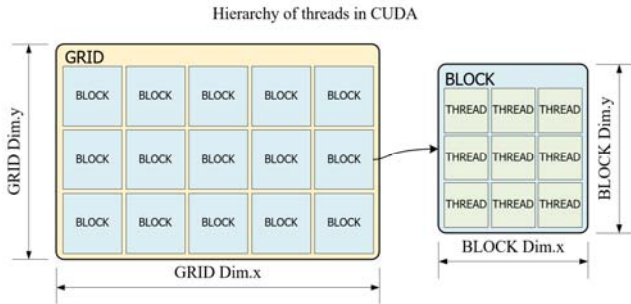 Hierarchy of threads in CUDA
GRID
BLOCK BLOCK BLOCK BLOCK BLOCK
BLOCK BLOCK BLOCK BLOCK BLOCK
BLOCK BLOCK BLOCK BLOCK BLOCK
GRID Dim.y
GRID Dim.x
BLOCK
THREAD THREAD THREAD
THREAD THREAD THREAD
THREAD THREAD THREAD
BLOCK Dim.y
BLOCK Dim.x